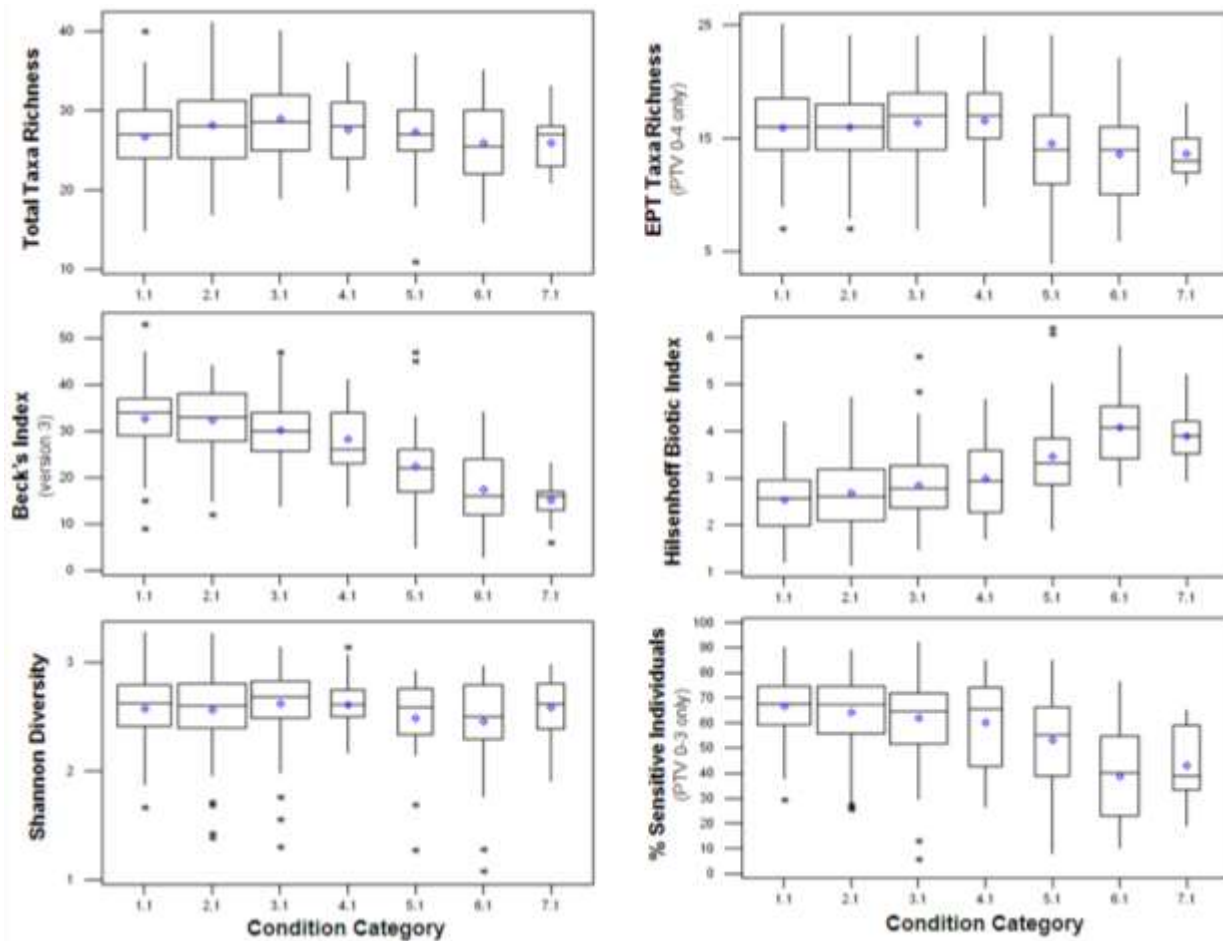 Total Taxa Richness
40
30
20
10
1.1 2.1 3.1 4.1 5.1 6.1 7.1
EPT Taxa Richness
(PTV 0-4 only)
25
15
5
1.1 2.1 3.1 4.1 5.1 6.1 7.1
Beck's Index
(version 3)
50
40
30
20
10
0
1.1 2.1 3.1 4.1 5.1 6.1 7.1
Hilsenhoff Biotic Index
6
5
4
3
2
1
1.1 2.1 3.1 4.1 5.1 6.1 7.1
Shannon Diversity
3
2
1
1.1 2.1 3.1 4.1 5.1 6.1 7.1
Condition Category
% Sensitive Individuals
(PTV 0-3 only)
100
90
80
70
60
50
40
30
20
10
0
1.1 2.1 3.1 4.1 5.1 6.1 7.1
Condition Category